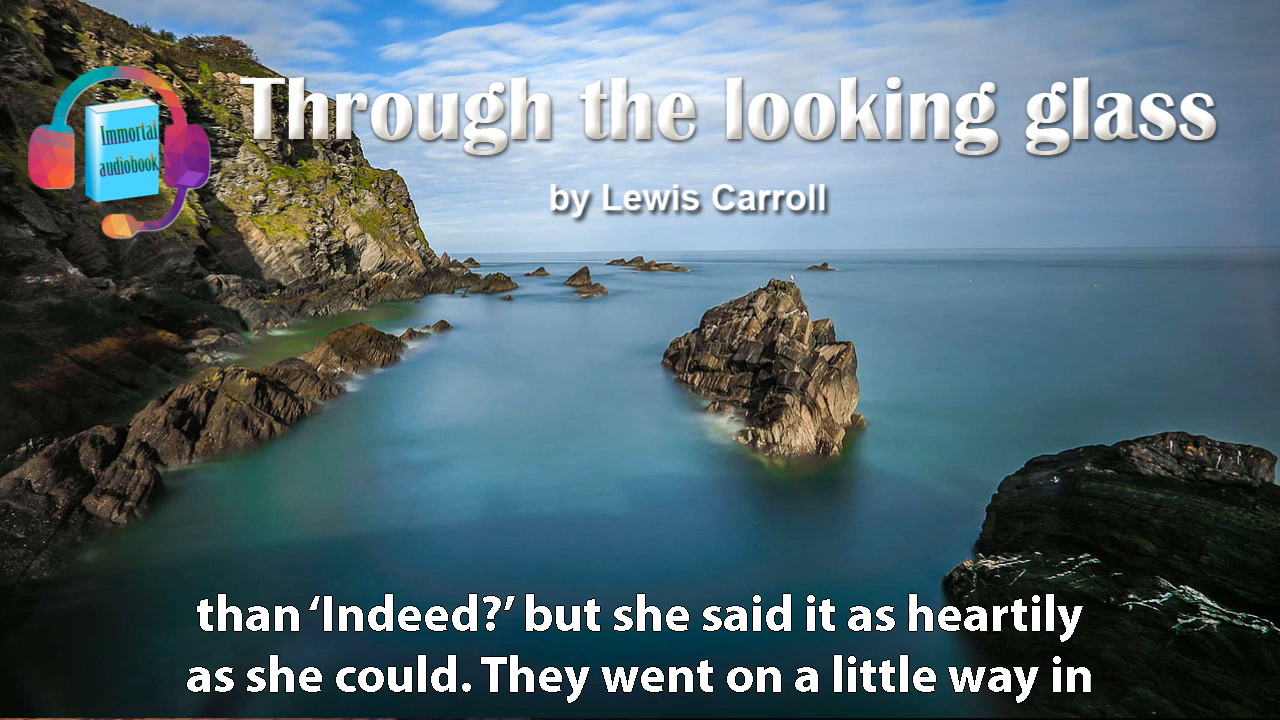 Immortal
audiobook
Through the looking glass
by Lewis Carroll
than ‘Indeed?’ but she said it as heartily
as she could. They went on a little way in